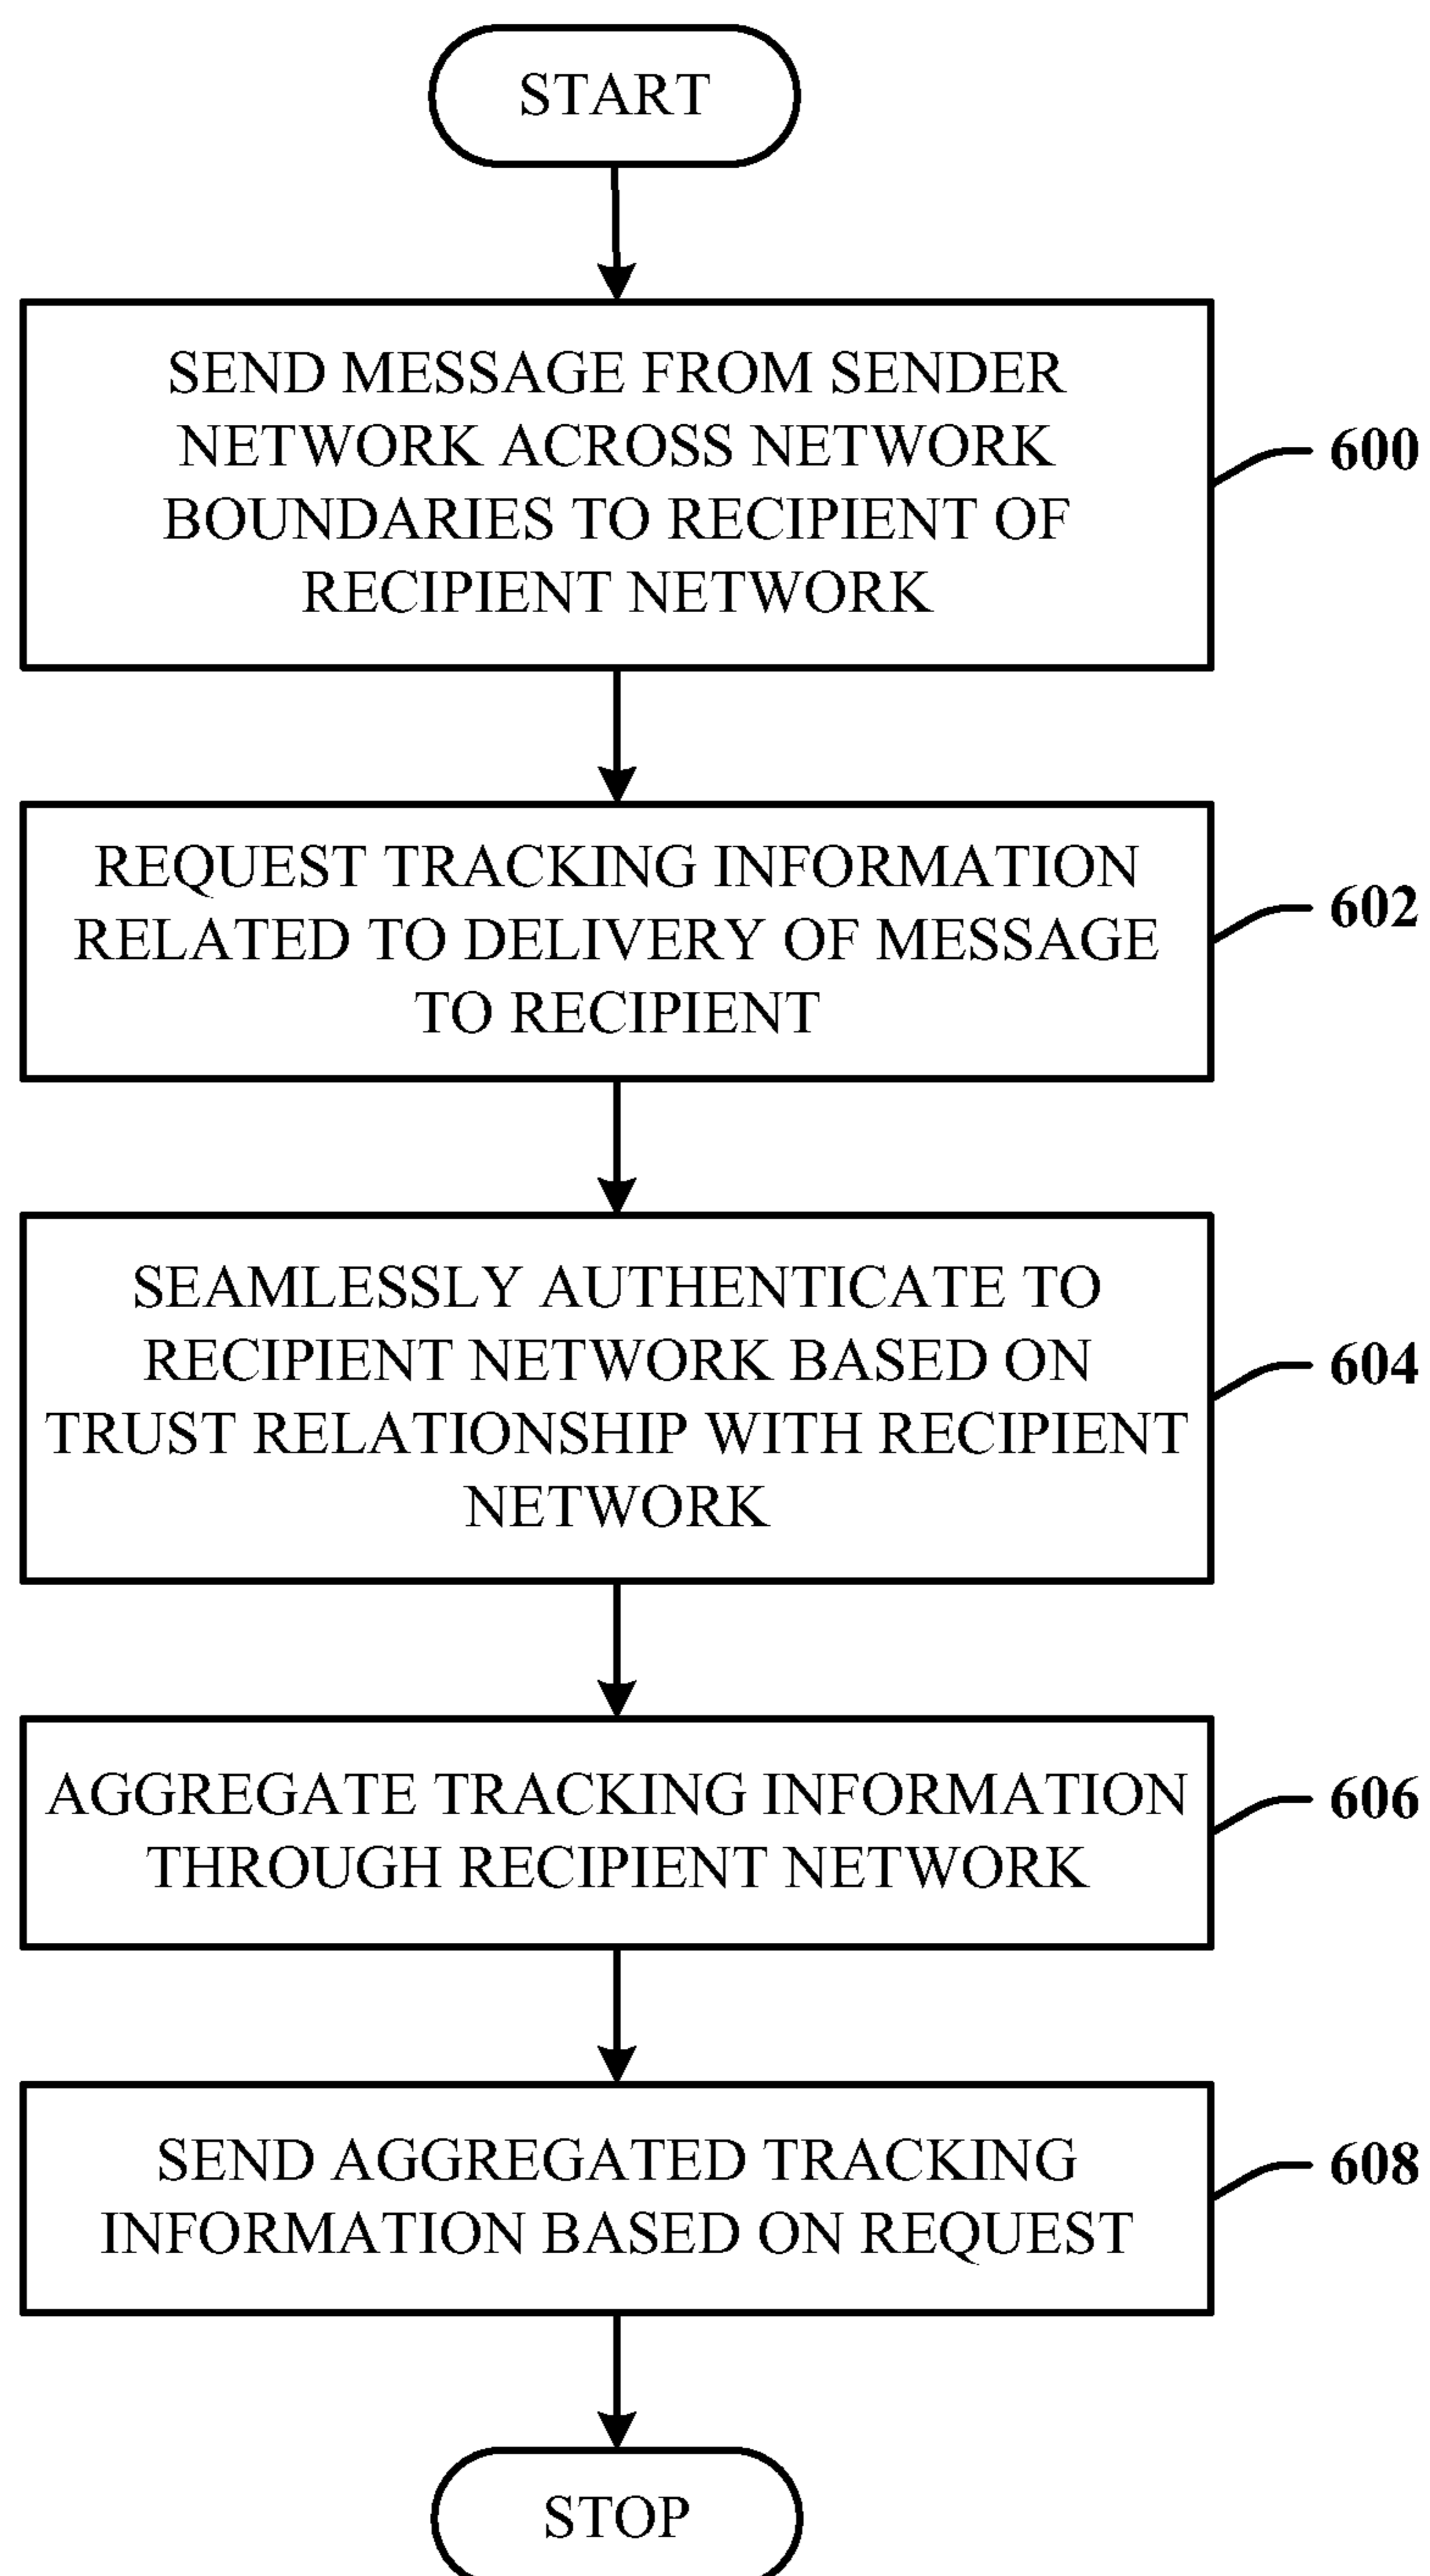 START
SEND MESSAGE FROM SENDER
NETWORK ACROSS NETWORK
BOUNDARIES TO RECIPIENT OF
RECIPIENT NETWORK
600
REQUEST TRACKING INFORMATION
RELATED TO DELIVERY OF MESSAGE
TO RECIPIENT
602
SEAMLESSLY AUTHENTICATE TO
RECIPIENT NETWORK BASED ON
TRUST RELATIONSHIP WITH RECIPIENT
NETWORK
604
AGGREGATE TRACKING INFORMATION
THROUGH RECIPIENT NETWORK
606
SEND AGGREGATED TRACKING
INFORMATION BASED ON REQUEST
608
STOP